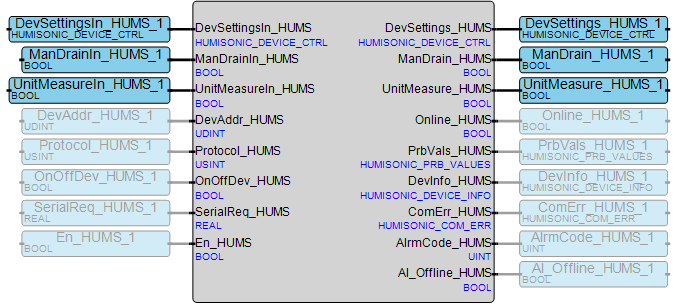 DevSettingsIn_HUMS_1
HUMISONIC_DEVICE_CTRL
DevSettingsIn_HUMS
HUMISONIC_DEVICE_CTRL
DevSettings_HUMS
HUMISONIC_DEVICE_CTRL
DevSettings_HUMS_1
HUMISONIC_DEVICE_CTRL
ManDrainIn_HUMS_1
BOOL
ManDrainIn_HUMS
BOOL
ManDrain_HUMS
BOOL
ManDrain_HUMS_1
BOOL
UnitMeasureIn_HUMS_1
BOOL
UnitMeasureIn_HUMS
BOOL
UnitMeasure_HUMS
BOOL
UnitMeasure_HUMS_1
BOOL
DevAddr_HUMS_1
UDINT
DevAddr_HUMS
UDINT
Online_HUMS
BOOL
Online_HUMS_1
BOOL
Protocol_HUMS_1
USINT
Protocol_HUMS
USINT
PrbVals_HUMS
HUMISONIC_PRB_VALUES
PrbVals_HUMS_1
HUMISONIC_PRB_VALUES
OnOffDev_HUMS_1
BOOL
OnOffDev_HUMS
BOOL
DevInfo_HUMS
HUMISONIC_DEVICE_INFO
DevInfo_HUMS_1
HUMISONIC_DEVICE_INFO
SerialReq_HUMS_1
REAL
SerialReq_HUMS
REAL
ComErr_HUMS
HUMISONIC_COM_ERR
ComErr_HUMS_1
HUMISONIC_COM_ERR
En_HUMS_1
BOOL
En_HUMS
BOOL
AlrmCode_HUMS
UINT
AlrmCode_HUMS_1
UINT
Al_Offline_HUMS
BOOL
Al_Offline_HUMS_1
BOOL